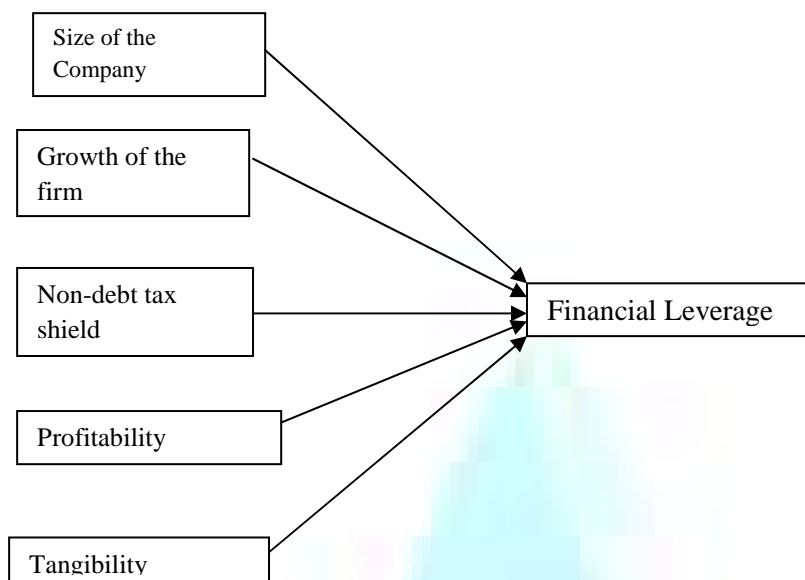 Size of the
Company
Growth of the
firm
Non-debt tax
shield
Financial Leverage
Profitability
Tangibility